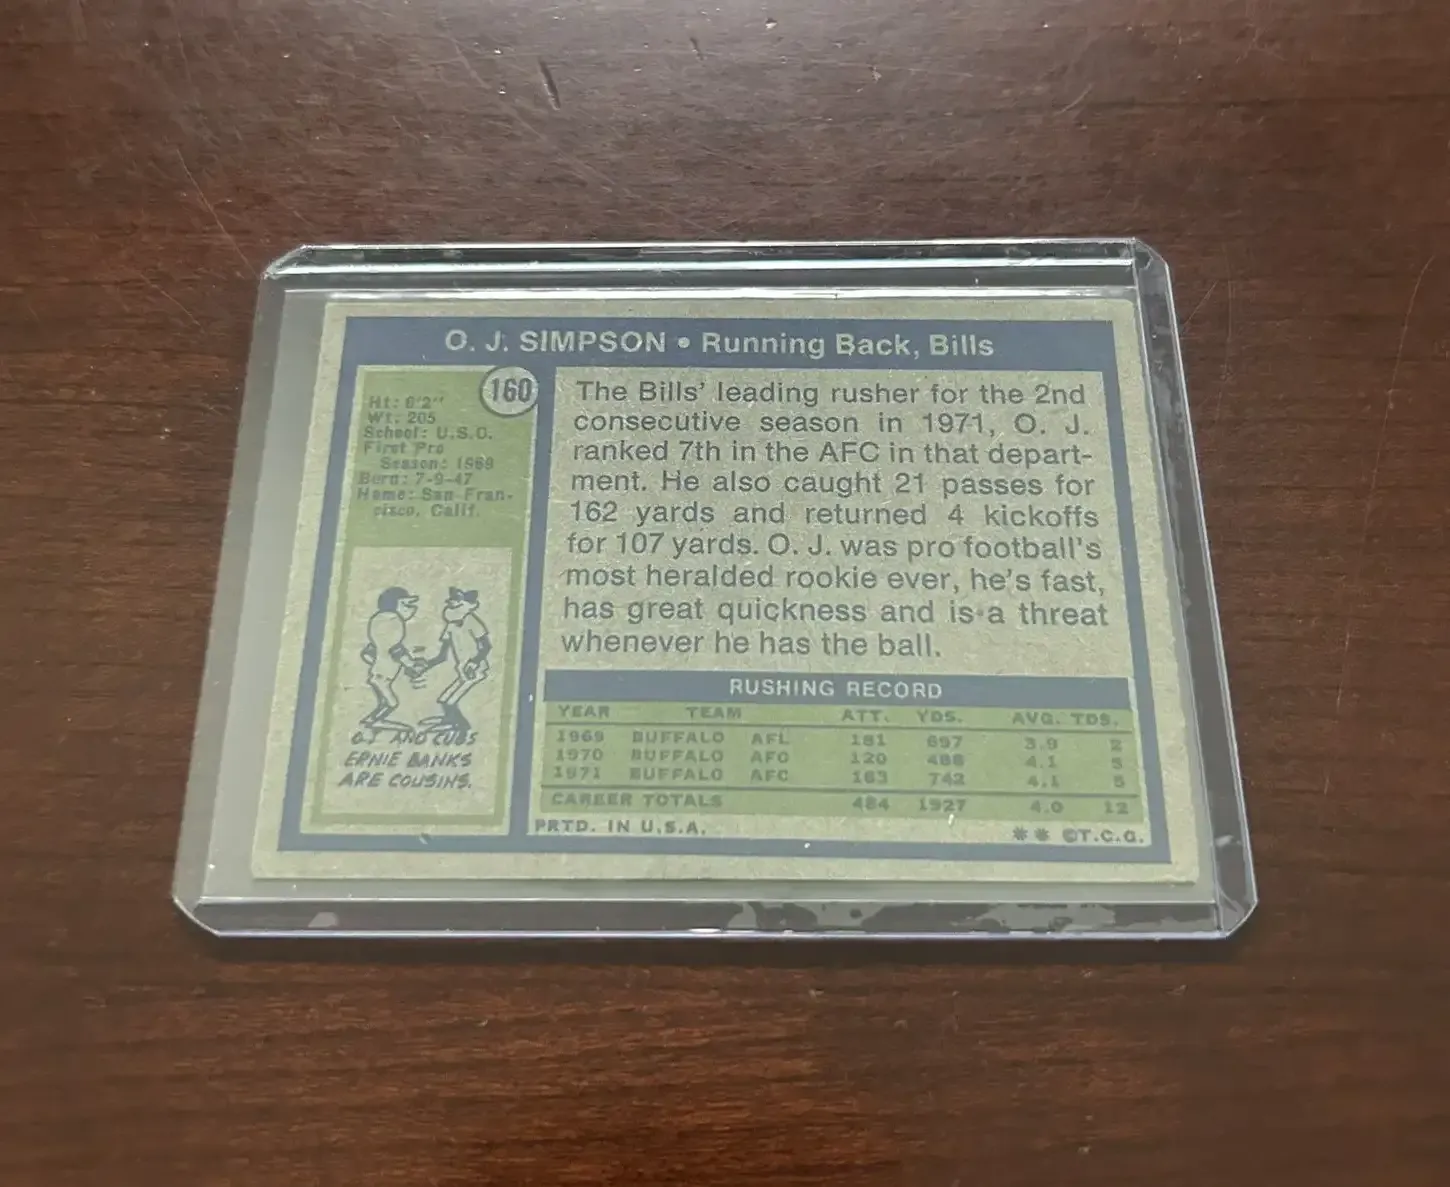 O. J. SIMPSON • Running Back, Bills
160
Ht: 6'2"
Wt: 205
School: U.S.C.
First Pro
Season: 1969
Born: 7-9-47
Home: San Fran-
cisco, Calif.
O.J. AND CUBS
ERNIE BANKS
ARE COUSINS.
The Bills' leading rusher for the 2nd
consecutive season in 1971, O. J.
ranked 7th in the AFC in that depart-
ment. He also caught 21 passes for
162 yards and returned 4 kickoffs
for 107 yards. O. J. was pro football's
most heralded rookie ever, he's fast,
has great quickness and is a threat
whenever he has the ball.
RUSHING RECORD
YEAR TEAM ATT. YDS. AVG. TDS.
1969 BUFFALO AFL 181 697 3.9 2
1970 BUFFALO AFC 120 488 4.1 5
1971 BUFFALO AFC 183 742 4.1 5
CAREER TOTALS 484 1927 4.0 12
PRTD. IN U.S.A. ** ©T.C.G.